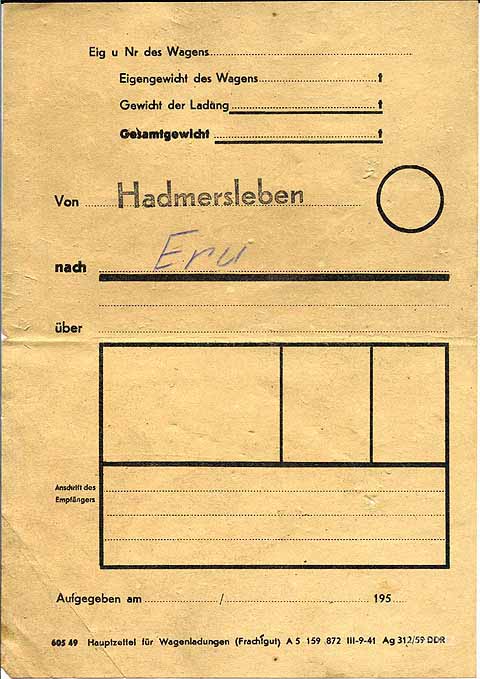 Eig u Nr des Wagens
Eigengewicht des Wagens t
Gewicht der Ladung t
Gesamtgewicht t
Von Hadmersleben
nach Eru
über
Anschrift des
Empfängers
Aufgegeben am / 195
605 49 Hauptzettel für Wagenladungen (Frachtgut) A 5 159 872 III-9-41 Ag 312/59 DDR